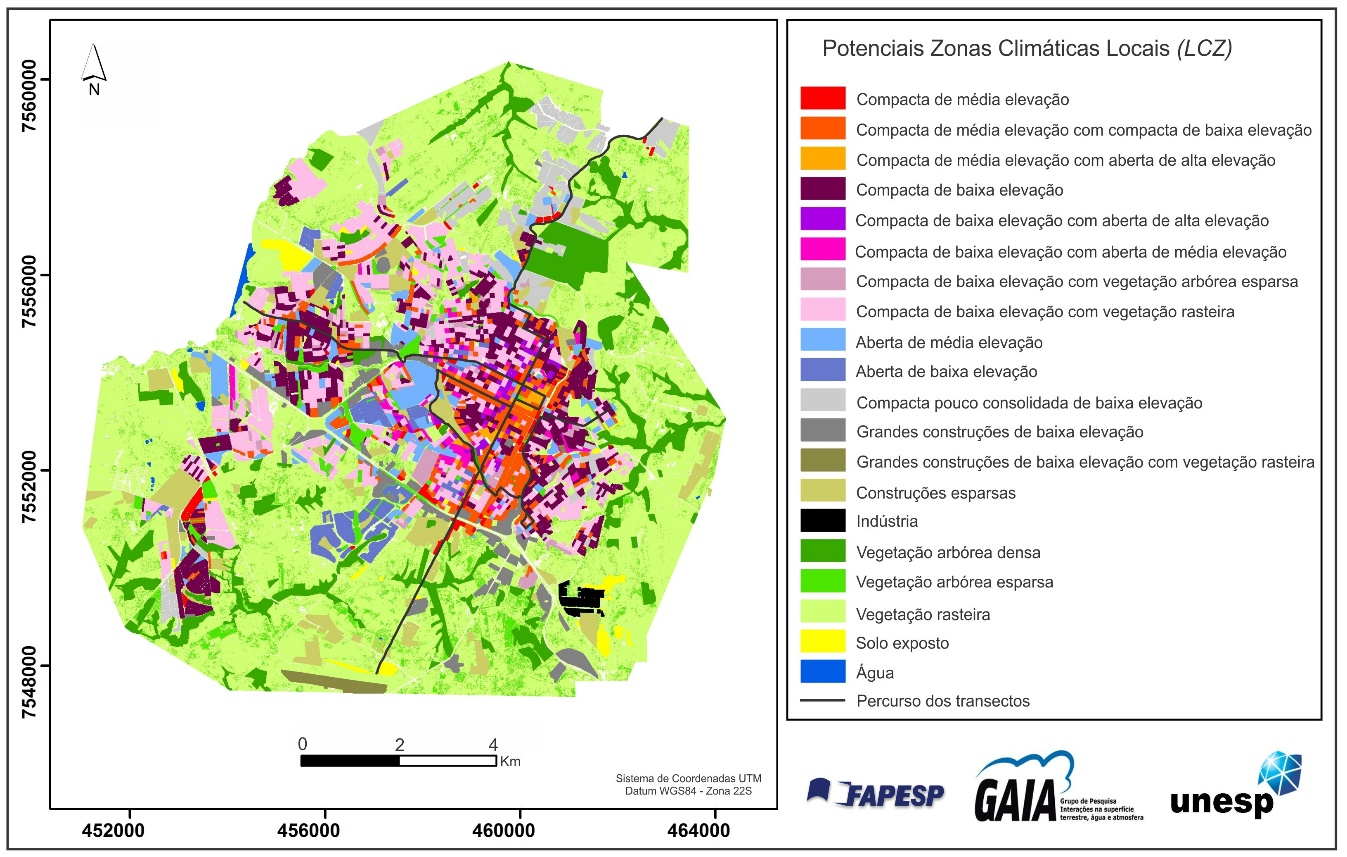 Potenciais Zonas Climáticas Locais (LCZ)
Compacta de média elevação
Compacta de média elevação com compacta de baixa elevação
Compacta de média elevação com aberta de alta elevação
Compacta de baixa elevação
Compacta de baixa elevação com aberta de alta elevação
Compacta de baixa elevação com aberta de média elevação
Compacta de baixa elevação com vegetação arbórea esparsa
Compacta de baixa elevação com vegetação rasteira
Aberta de média elevação
Aberta de baixa elevação
Compacta pouco consolidada de baixa elevação
Grandes construções de baixa elevação
Grandes construções de baixa elevação com vegetação rasteira
Construções esparsas
Indústria
Vegetação arbórea densa
Vegetação arbórea esparsa
Vegetação rasteira
Solo exposto
Água
Percurso dos transectos
N
7560000
7556000
7552000
7548000
0 2 4
Km
Sistema de Coordenadas UTM
Datum WGS84 - Zona 22S
452000 456000 460000 464000
FAPESP
GAIA
Grupo de Pesquisa
Interações na superfície
terrestre, água e atmosfera
unesp